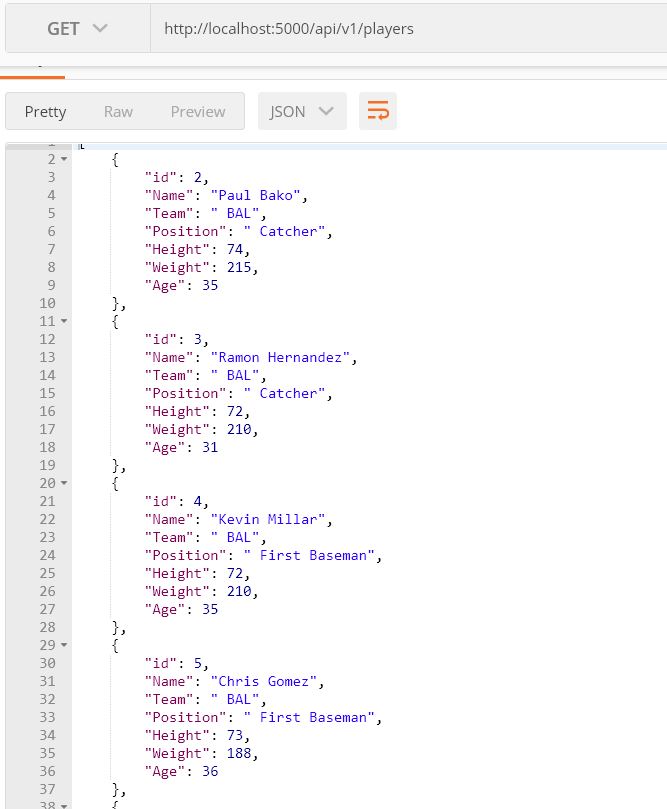 GET http://localhost:5000/api/v1/players
Pretty Raw Preview JSON
1 [
2 {
3 "id": 2,
4 "Name": "Paul Bako",
5 "Team": " BAL",
6 "Position": " Catcher",
7 "Height": 74,
8 "Weight": 215,
9 "Age": 35
10 },
11 {
12 "id": 3,
13 "Name": "Ramon Hernandez",
14 "Team": " BAL",
15 "Position": " Catcher",
16 "Height": 72,
17 "Weight": 210,
18 "Age": 31
19 },
20 {
21 "id": 4,
22 "Name": "Kevin Millar",
23 "Team": " BAL",
24 "Position": " First Baseman",
25 "Height": 72,
26 "Weight": 210,
27 "Age": 35
28 },
29 {
30 "id": 5,
31 "Name": "Chris Gomez",
32 "Team": " BAL",
33 "Position": " First Baseman",
34 "Height": 73,
35 "Weight": 188,
36 "Age": 36
37 },
38 {